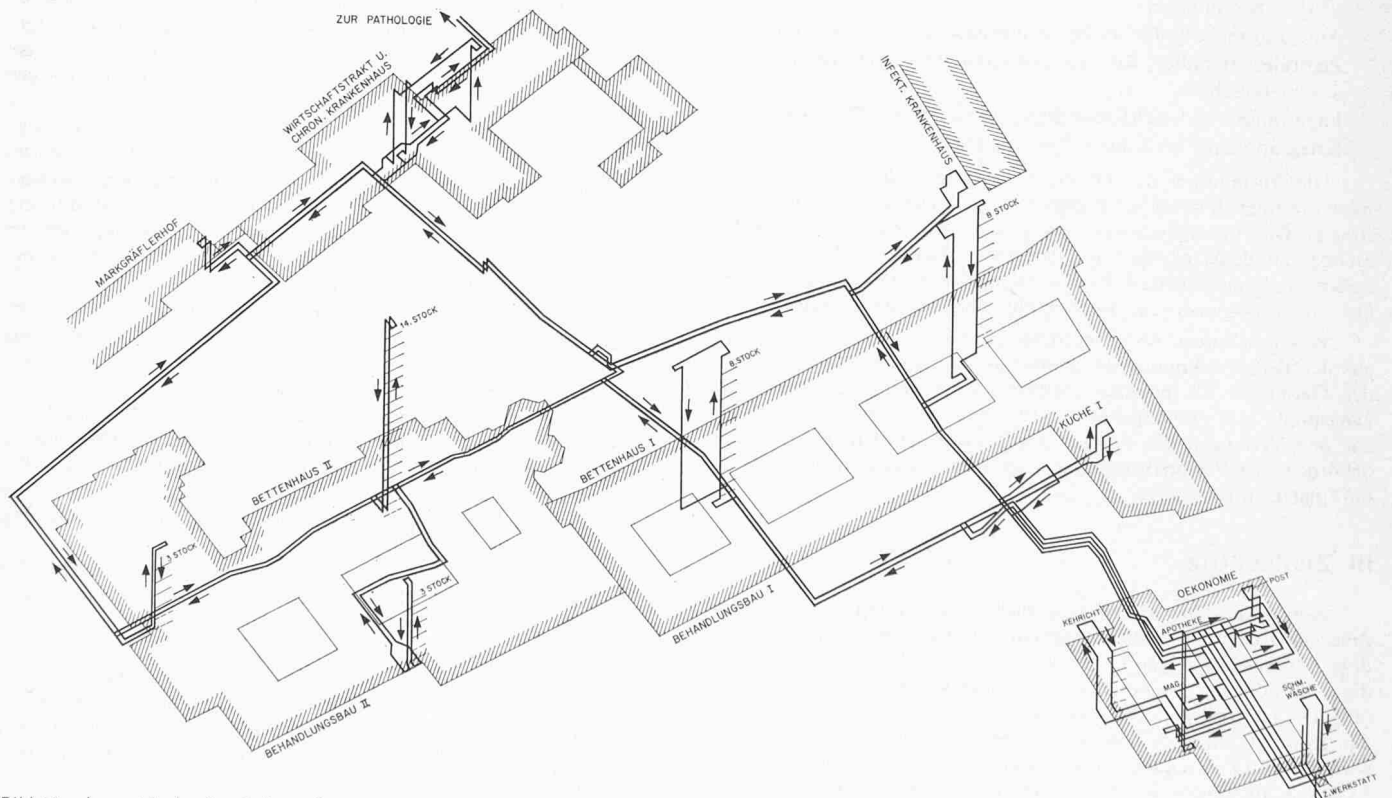 ZUR PATHOLOGIE
WIRTSCHAFTSTRAKT U.
CHRON. KRANKENHAUS
INFEKT. KRANKENHAUS
8 STOCK
MARKGRÄFLERHOF
14. STOCK
8. STOCK
KÜCHE I
BETTENHAUS II
BETTENHAUS I
3 STOCK
3 STOCK
BEHANDLUNGSBAU I
BEHANDLUNGSBAU II
OEKONOMIE
POST
KEHRICHT
APOTHEKE
MAG.
SCHM.
WÄSCHE
Z. WERKSTATT